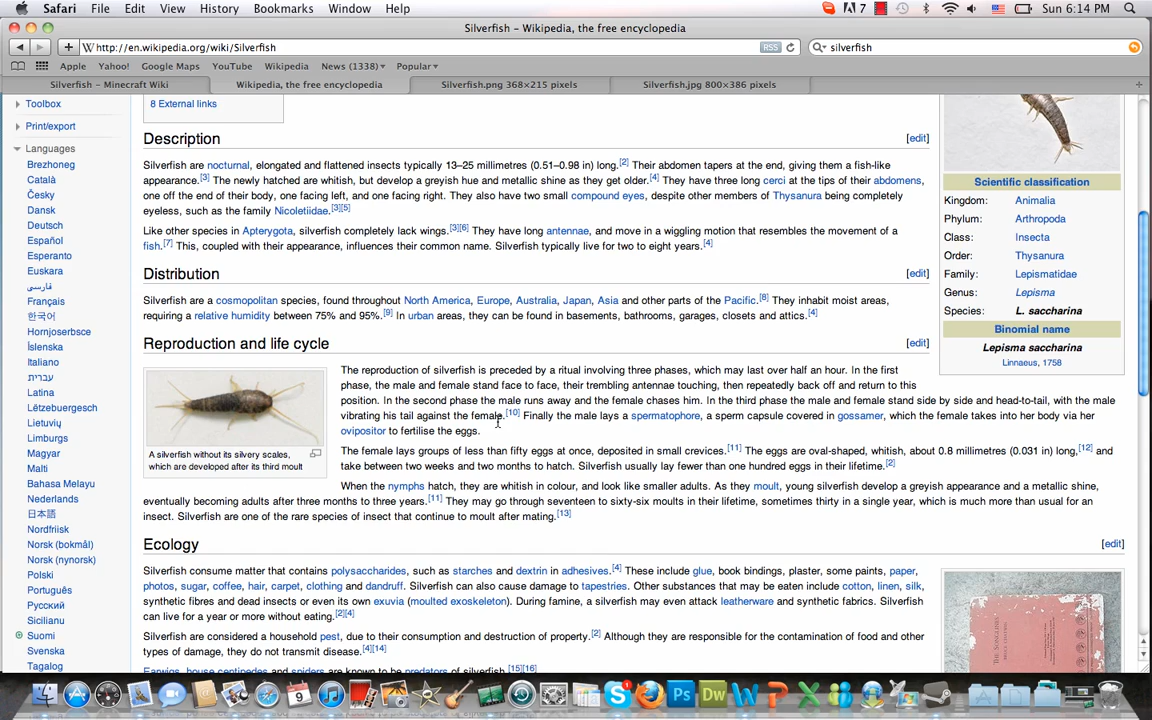 Safari File Edit View History Bookmarks Window Help
7 Sun 6:14 PM
Silverfish – Wikipedia, the free encyclopedia
W http://en.wikipedia.org/wiki/Silverfish RSS silverfish
Apple Yahoo! Google Maps YouTube Wikipedia News (1338) Popular
Silverfish – Minecraft Wiki Wikipedia, the free encyclopedia Silverfish.png 368×215 pixels Silverfish.jpg 800×386 pixels
Toolbox
Print/export
Languages
Brezhoneg
Català
Česky
Dansk
Deutsch
Español
Esperanto
Euskara
فارسی
Français
한국어
Hornjoserbsce
Íslenska
Italiano
עברית
Latina
Lëtzebuergesch
Lietuvių
Limburgs
Magyar
Malti
Bahasa Melayu
Nederlands
日本語
Nordfriisk
Norsk (bokmål)
Norsk (nynorsk)
Polski
Português
Русский
Sicilianu
Suomi
Svenska
Tagalog
8 External links
Description [edit]
Silverfish are nocturnal, elongated and flattened insects typically 13–25 millimetres (0.51–0.98 in) long.[2] Their abdomen tapers at the end, giving them a fish-like
appearance.[3] The newly hatched are whitish, but develop a greyish hue and metallic shine as they get older.[4] They have three long cerci at the tips of their abdomens,
one off the end of their body, one facing left, and one facing right. They also have two small compound eyes, despite other members of Thysanura being completely
eyeless, such as the family Nicoletiidae.[3][5]
Like other species in Apterygota, silverfish completely lack wings.[3][6] They have long antennae, and move in a wiggling motion that resembles the movement of a
fish.[7] This, coupled with their appearance, influences their common name. Silverfish typically live for two to eight years.[4]
Distribution [edit]
Silverfish are a cosmopolitan species, found throughout North America, Europe, Australia, Japan, Asia and other parts of the Pacific.[8] They inhabit moist areas,
requiring a relative humidity between 75% and 95%.[9] In urban areas, they can be found in basements, bathrooms, garages, closets and attics.[4]
Reproduction and life cycle [edit]
The reproduction of silverfish is preceded by a ritual involving three phases, which may last over half an hour. In the first
phase, the male and female stand face to face, their trembling antennae touching, then repeatedly back off and return to this
position. In the second phase the male runs away and the female chases him. In the third phase the male and female stand side by side and head-to-tail, with the male
vibrating his tail against the female.[10] Finally the male lays a spermatophore, a sperm capsule covered in gossamer, which the female takes into her body via her
ovipositor to fertilise the eggs.
A silverfish without its silvery scales,
which are developed after its third moult
The female lays groups of less than fifty eggs at once, deposited in small crevices.[11] The eggs are oval-shaped, whitish, about 0.8 millimetres (0.031 in) long,[12] and
take between two weeks and two months to hatch. Silverfish usually lay fewer than one hundred eggs in their lifetime.[2]
When the nymphs hatch, they are whitish in colour, and look like smaller adults. As they moult, young silverfish develop a greyish appearance and a metallic shine,
eventually becoming adults after three months to three years.[11] They may go through seventeen to sixty-six moults in their lifetime, sometimes thirty in a single year, which is much more than usual for an
insect. Silverfish are one of the rare species of insect that continue to moult after mating.[13]
Ecology [edit]
Silverfish consume matter that contains polysaccharides, such as starches and dextrin in adhesives.[4] These include glue, book bindings, plaster, some paints, paper,
photos, sugar, coffee, hair, carpet, clothing and dandruff. Silverfish can also cause damage to tapestries. Other substances that may be eaten include cotton, linen, silk,
synthetic fibres and dead insects or even its own exuvia (moulted exoskeleton). During famine, a silverfish may even attack leatherware and synthetic fabrics. Silverfish
can live for a year or more without eating.[2][4]
Silverfish are considered a household pest, due to their consumption and destruction of property.[2] Although they are responsible for the contamination of food and other
types of damage, they do not transmit disease.[4][14]
Earwigs, house centipedes and spiders are known to be predators of silverfish.[15][16]
Scientific classification
Kingdom: Animalia
Phylum: Arthropoda
Class: Insecta
Order: Thysanura
Family: Lepismatidae
Genus: Lepisma
Species: L. saccharina
Binomial name
Lepisma saccharina
Linnaeus, 1758
9 Ps Dw W P X